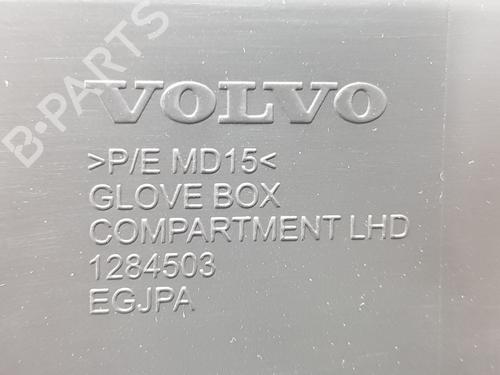 B-PARTS
VOLVO
>P/E MD15<
GLOVE BOX
COMPARTMENT LHD
1284503
EGJPA